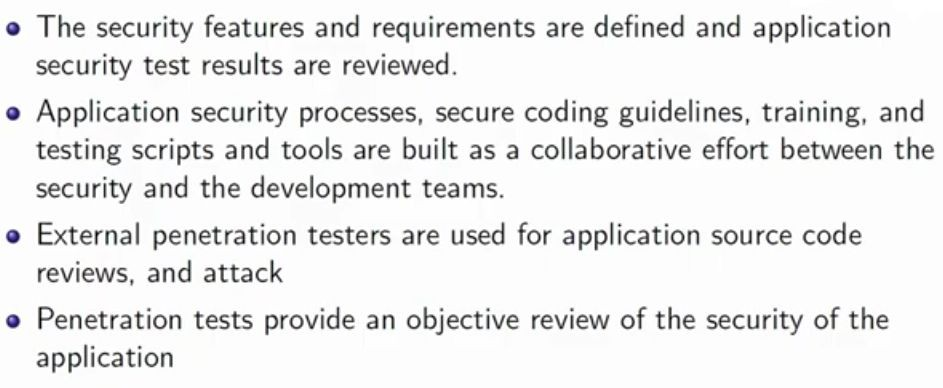 The security features and requirements are defined and application
security test results are reviewed.
Application security processes, secure coding guidelines, training, and
testing scripts and tools are built as a collaborative effort between the
security and the development teams.
External penetration testers are used for application source code
reviews, and attack
Penetration tests provide an objective review of the security of the
application